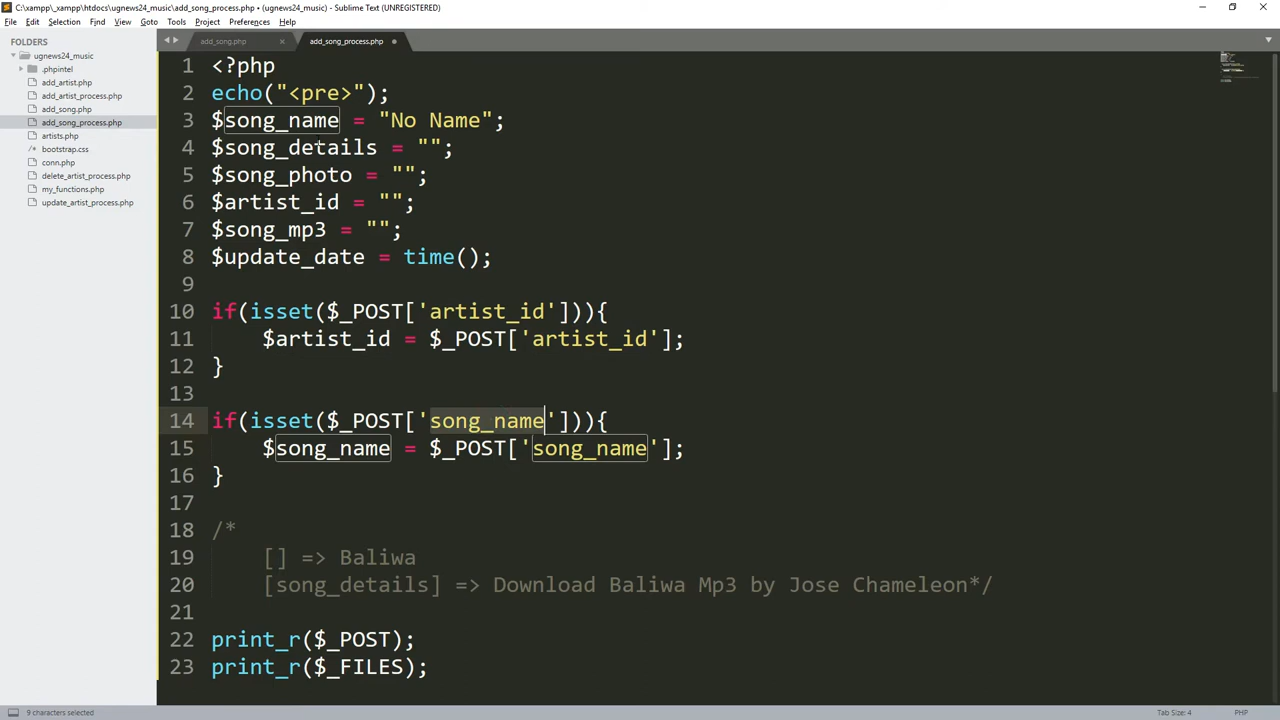 C:\xampp\_xampp\htdocs\ugnews24_music\add_song_process.php • (ugnews24_music) - Sublime Text (UNREGISTERED)
File Edit Selection Find View Goto Tools Project Preferences Help
FOLDERS
ugnews24_music
.phpintel
add_artist.php
add_artist_process.php
add_song.php
add_song_process.php
artists.php
bootstrap.css
conn.php
delete_artist_process.php
my_functions.php
update_artist_process.php
add_song.php add_song_process.php
1 <?php
2 echo("<pre>");
3 $song_name = "No Name";
4 $song_details = "";
5 $song_photo = "";
6 $artist_id = "";
7 $song_mp3 = "";
8 $update_date = time();
9
10 if(isset($_POST['artist_id'])){
11 $artist_id = $_POST['artist_id'];
12 }
13
14 if(isset($_POST['song_name'])){
15 $song_name = $_POST['song_name'];
16 }
17
18 /*
19 [] => Baliwa
20 [song_details] => Download Baliwa Mp3 by Jose Chameleon*/
21
22 print_r($_POST);
23 print_r($_FILES);
9 characters selected
Tab Size: 4 PHP